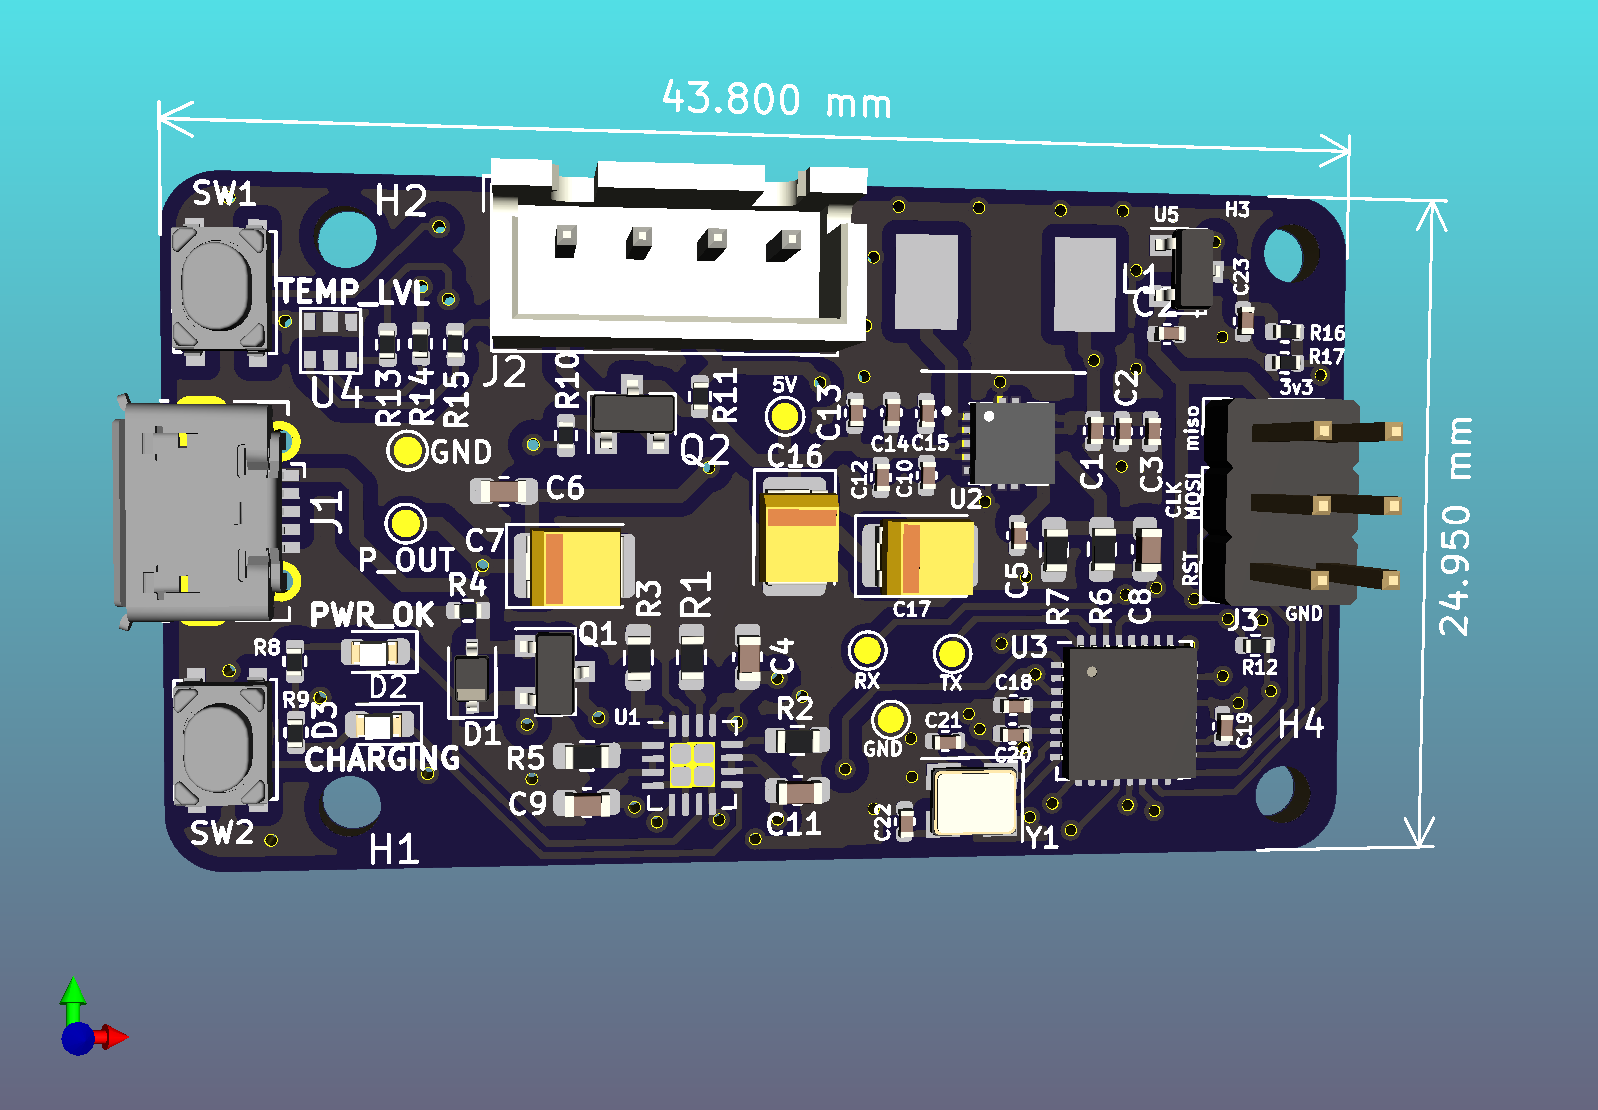 43.800 mm
SW1
H2
U5
H3
TEMP_LVL
L1
C2
C23
R16
R17
3v3
U4
R13
R14
R15
J2
R10
R11
5V
C13
C14
C15
C2
miso
GND
Q2
C16
C12
C10
U2
C1
C3
CLK
MOSI
J1
C6
P_OUT
C7
C17
C5
R7
R6
C8
RST
24.950 mm
R4
R3
R1
J3
GND
PWR_OK
Q1
C4
RX
TX
U3
R12
R8
D2
R9
D3
D1
U1
R2
GND
C18
C21
C20
C19
H4
CHARGING
R5
C9
C11
C22
Y1
SW2
H1